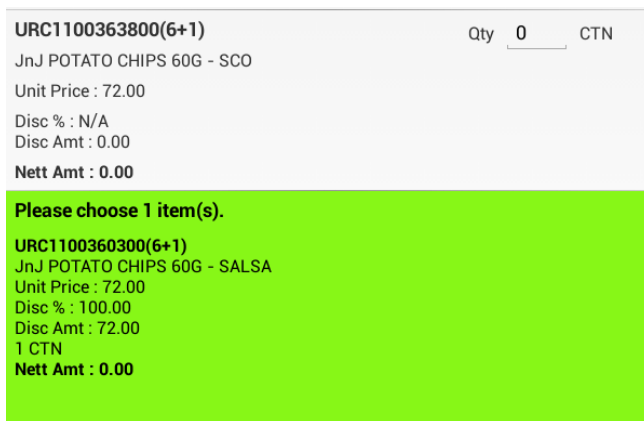 URC1100363800(6+1)
Qty 0 CTN
JnJ POTATO CHIPS 60G - SCO
Unit Price : 72.00
Disc % : N/A
Disc Amt : 0.00
Nett Amt : 0.00
Please choose 1 item(s).
URC1100360300(6+1)
JnJ POTATO CHIPS 60G - SALSA
Unit Price : 72.00
Disc % : 100.00
Disc Amt : 72.00
1 CTN
Nett Amt : 0.00